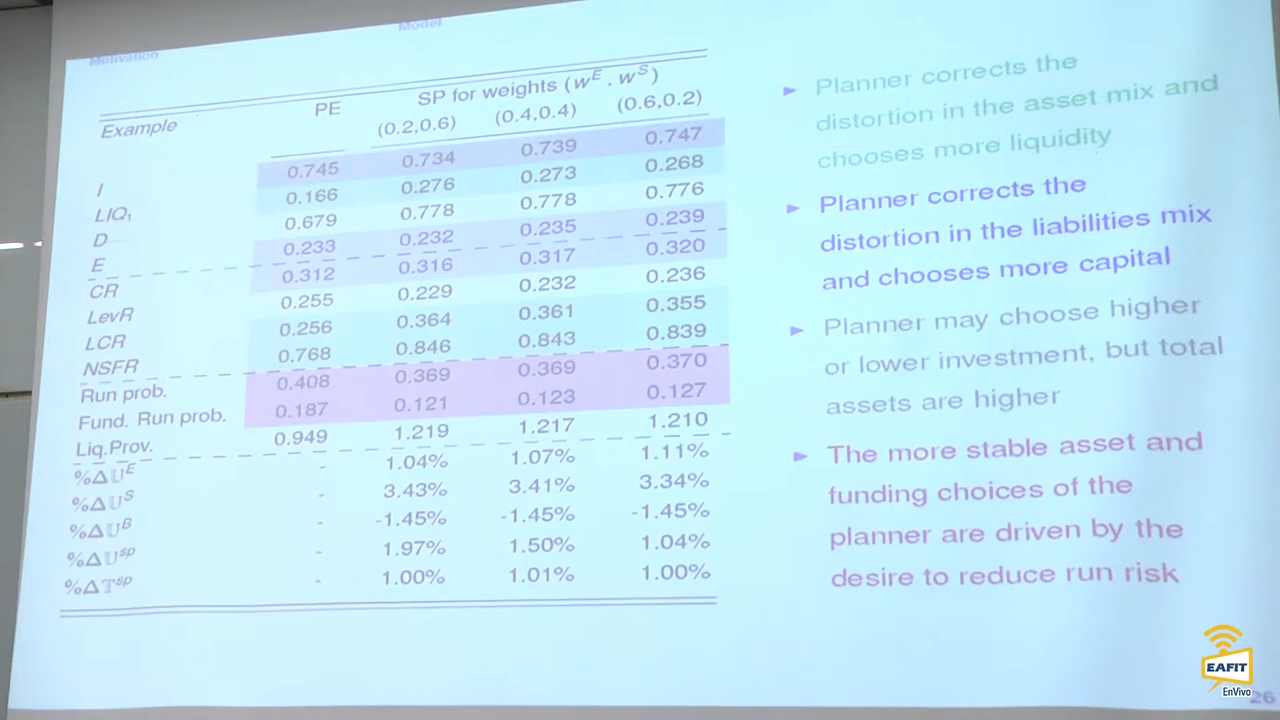 Motivation
Model
Example PE SP for weights (wᴱ, wˢ)
(0.2,0.6) (0.4,0.4) (0.6,0.2)
I 0.745 0.734 0.739 0.747
LIQ₁ 0.166 0.276 0.273 0.268
D 0.679 0.778 0.778 0.776
E 0.233 0.232 0.235 0.239
CR 0.312 0.316 0.317 0.320
LevR 0.255 0.229 0.232 0.236
LCR 0.256 0.364 0.361 0.355
NSFR 0.768 0.846 0.843 0.839
Run prob. 0.408 0.369 0.369 0.370
Fund. Run prob. 0.187 0.121 0.123 0.127
Liq.Prov. 0.949 1.219 1.217 1.210
%Δ𝕌ᴱ - 1.04% 1.07% 1.11%
%Δ𝕌ˢ - 3.43% 3.41% 3.34%
%Δ𝕌ᴮ - -1.45% -1.45% -1.45%
%Δ𝕌ˢᵖ - 1.97% 1.50% 1.04%
%Δ𝕋ˢᵖ - 1.00% 1.01% 1.00%
► Planner corrects the
distortion in the asset mix and
chooses more liquidity
► Planner corrects the
distortion in the liabilities mix
and chooses more capital
► Planner may choose higher
or lower investment, but total
assets are higher
► The more stable asset and
funding choices of the
planner are driven by the
desire to reduce run risk
EAFIT
EnVivo
26